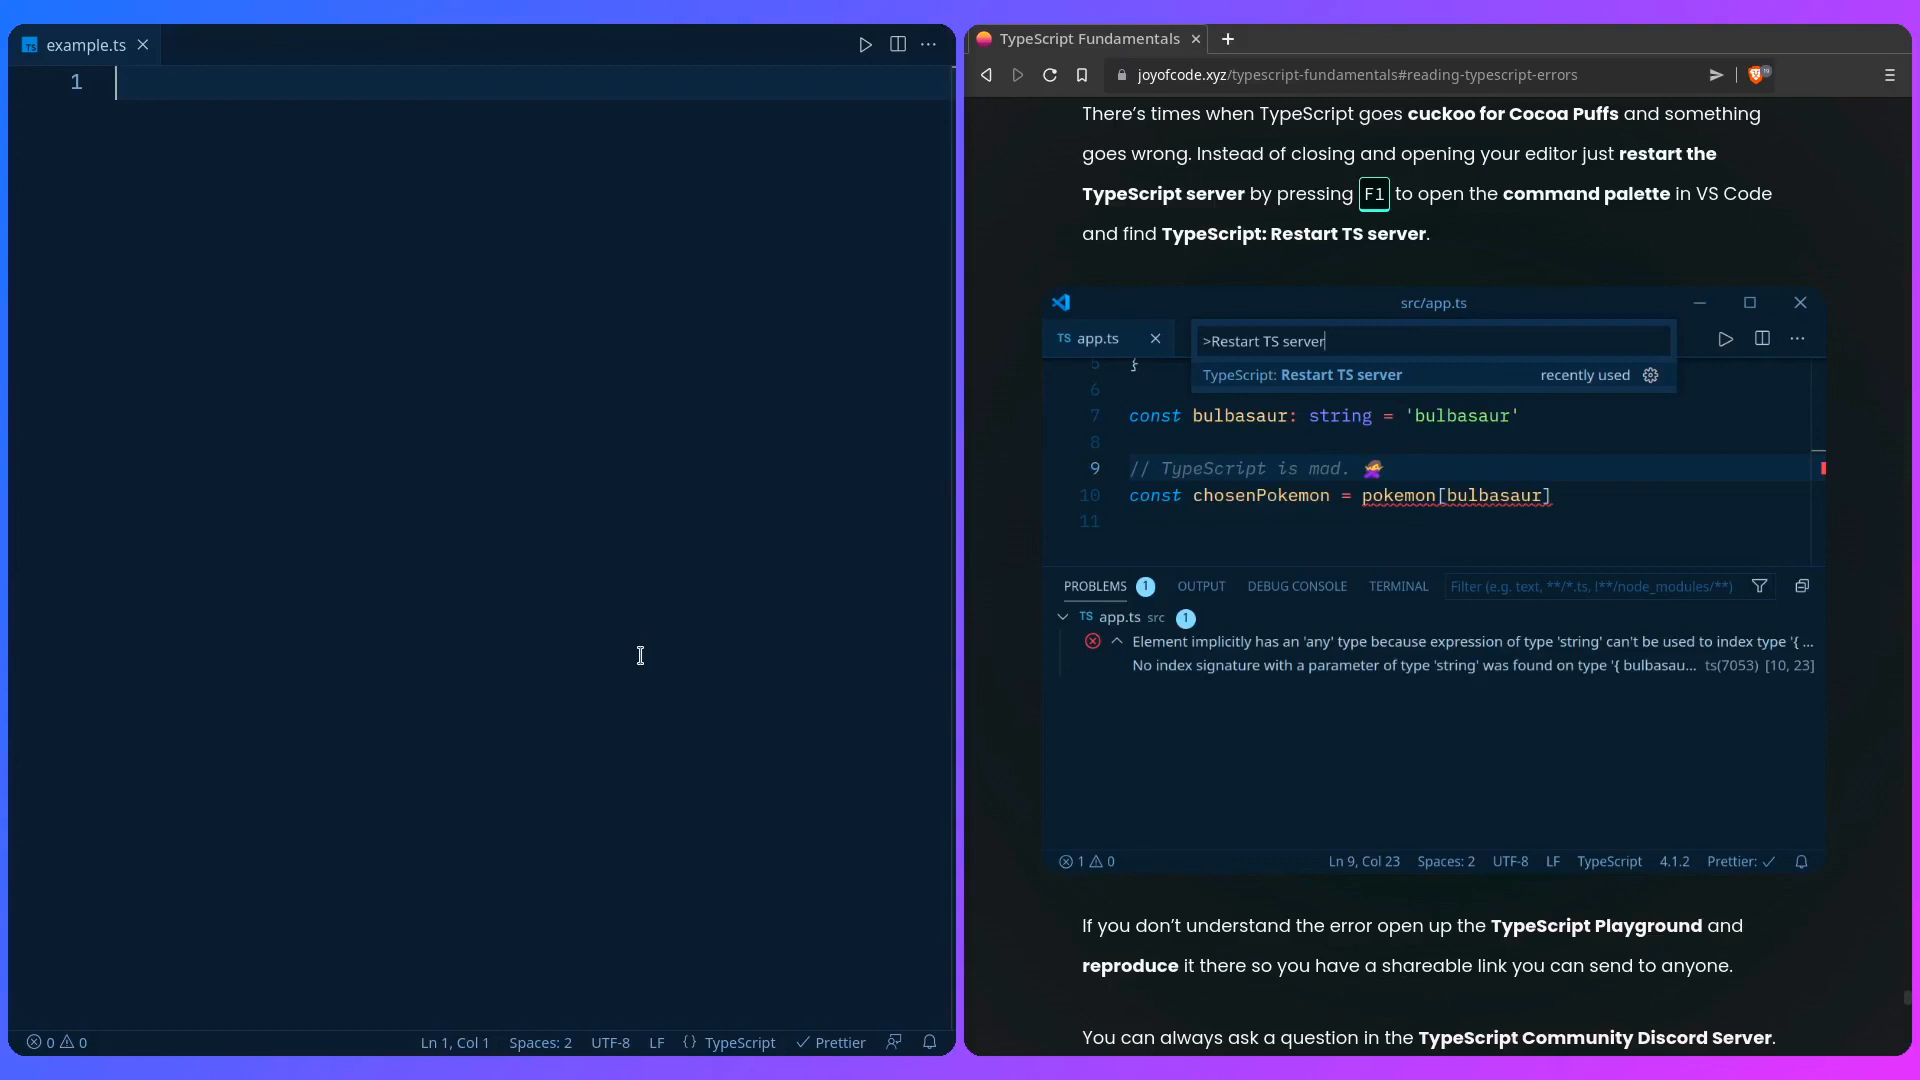 TS example.ts
1
0 0
Ln 1, Col 1 Spaces: 2 UTF-8 LF {} TypeScript Prettier
TypeScript Fundamentals
joyofcode.xyz/typescript-fundamentals#reading-typescript-errors
There's times when TypeScript goes cuckoo for Cocoa Puffs and something
goes wrong. Instead of closing and opening your editor just restart the
TypeScript server by pressing F1 to open the command palette in VS Code
and find TypeScript: Restart TS server.
src/app.ts
TS app.ts
>Restart TS server
TypeScript: Restart TS server recently used
5 }
6
7 const bulbasaur: string = 'bulbasaur'
8
9 // TypeScript is mad. 🙅
10 const chosenPokemon = pokemon[bulbasaur]
11
PROBLEMS 1 OUTPUT DEBUG CONSOLE TERMINAL Filter (e.g. text, **/*.ts, !**/node_modules/**)
TS app.ts src 1
Element implicitly has an 'any' type because expression of type 'string' can't be used to index type '{ ...
No index signature with a parameter of type 'string' was found on type '{ bulbasau... ts(7053) [10, 23]
1 0 Ln 9, Col 23 Spaces: 2 UTF-8 LF TypeScript 4.1.2 Prettier: ✓
If you don't understand the error open up the TypeScript Playground and
reproduce it there so you have a shareable link you can send to anyone.
You can always ask a question in the TypeScript Community Discord Server.